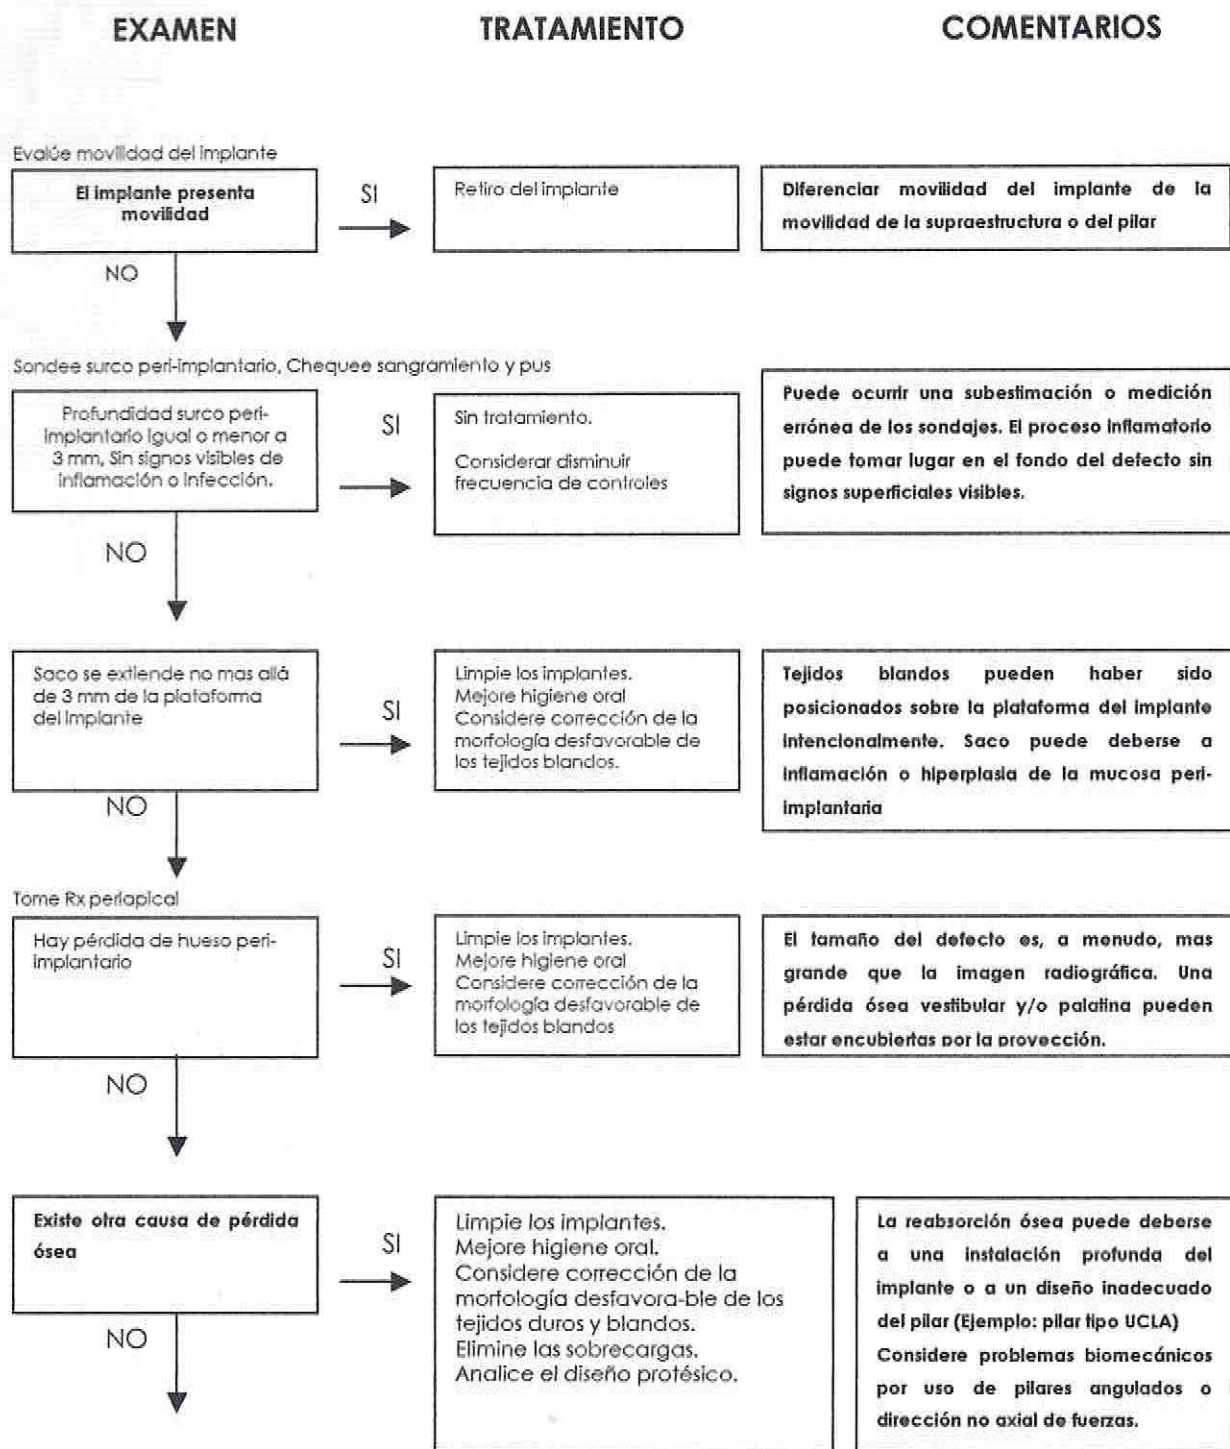 EXAMEN
TRATAMIENTO
COMENTARIOS
Evalúe movilidad del implante
El implante presenta
movilidad
SI
Retiro del implante
Diferenciar movilidad del implante de la
movilidad de la supraestructura o del pilar
NO
Sondee surco peri-implantario, Chequee sangramiento y pus
Profundidad surco peri-
implantario igual o menor a
3 mm, Sin signos visibles de
inflamación o infección.
SI
Sin tratamiento.
Considerar disminuir
frecuencia de controles
Puede ocurrir una subestimación o medición
errónea de los sondajes. El proceso inflamatorio
puede tomar lugar en el fondo del defecto sin
signos superficiales visibles.
NO
Saco se extiende no mas allá
de 3 mm de la plataforma
del implante
SI
Limpie los implantes.
Mejore higiene oral
Considere corrección de la
morfología desfavorable de
los tejidos blandos.
Tejidos blandos pueden haber sido
posicionados sobre la plataforma del implante
intencionalmente. Saco puede deberse a
inflamación o hiperplasia de la mucosa peri-
implantaria
NO
Tome Rx periapical
Hay pérdida de hueso peri-
implantario
SI
Limpie los implantes.
Mejore higiene oral
Considere corrección de la
morfología desfavorable de
los tejidos blandos
El tamaño del defecto es, a menudo, mas
grande que la imagen radiográfica. Una
pérdida ósea vestibular y/o palatina pueden
estar encubiertas por la proyección.
NO
Existe otra causa de pérdida
ósea
SI
Limpie los implantes.
Mejore higiene oral.
Considere corrección de la
morfología desfavora-ble de los
tejidos duros y blandos.
Elimine las sobrecargas.
Analice el diseño protésico.
La reabsorción ósea puede deberse
a una instalación profunda del
implante o a un diseño inadecuado
del pilar (Ejemplo: pilar tipo UCLA)
Considere problemas biomecánicos
por uso de pilares angulados o
dirección no axial de fuerzas.
NO